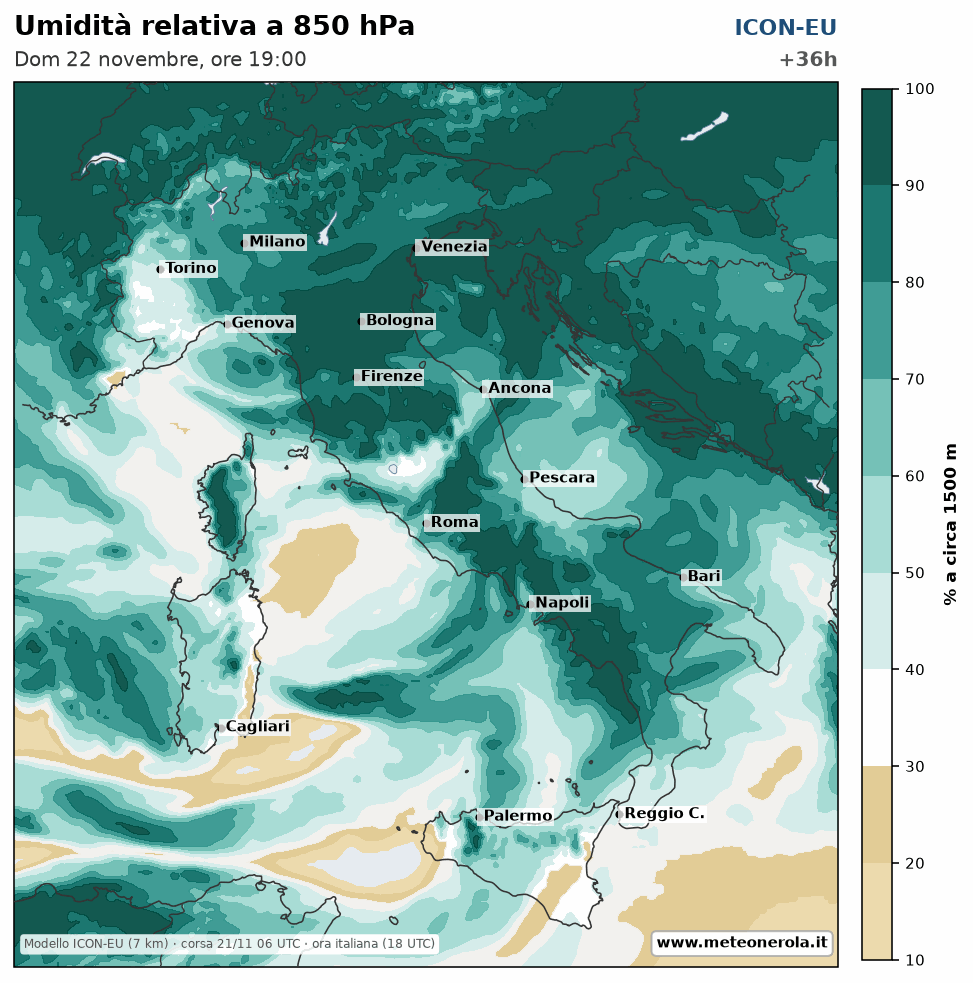 Umidità relativa a 850 hPa
ICON-EU
Dom 22 novembre, ore 19:00
+36h
100
90
80
70
60
50
40
30
20
10
% a circa 1500 m
Milano
Venezia
Torino
Genova
Bologna
Firenze
Ancona
Pescara
Roma
Bari
Napoli
Cagliari
Palermo
Reggio C.
Modello ICON-EU (7 km) · corsa 21/11 06 UTC · ora italiana (18 UTC)
www.meteonerola.it